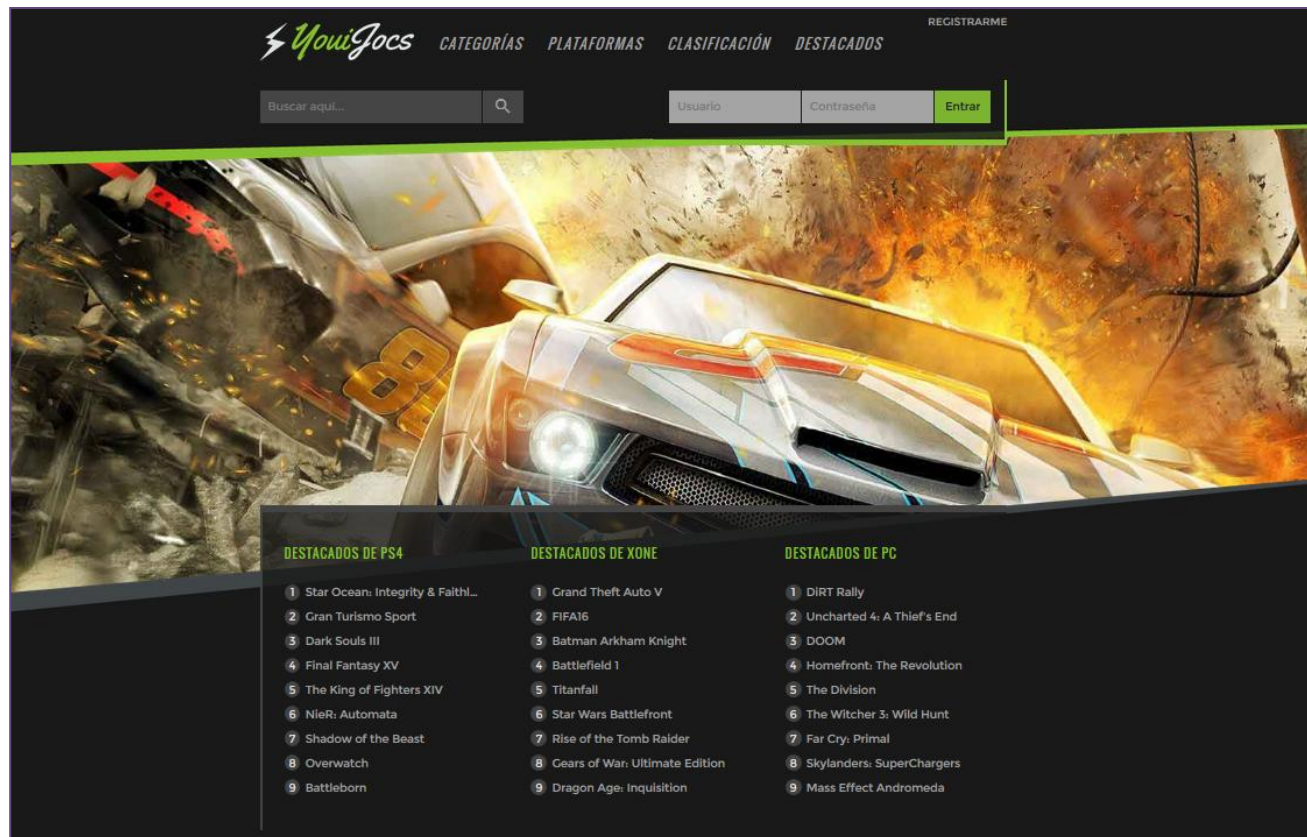 REGISTRARME
YouiJocs CATEGORÍAS PLATAFORMAS CLASIFICACIÓN DESTACADOS
Buscar aquí... Usuario Contraseña Entrar
8
DESTACADOS DE PS4
1 Star Ocean: Integrity & Faithl...
2 Gran Turismo Sport
3 Dark Souls III
4 Final Fantasy XV
5 The King of Fighters XIV
6 NieR: Automata
7 Shadow of the Beast
8 Overwatch
9 Battleborn
DESTACADOS DE XONE
1 Grand Theft Auto V
2 FIFA16
3 Batman Arkham Knight
4 Battlefield 1
5 Titanfall
6 Star Wars Battlefront
7 Rise of the Tomb Raider
8 Gears of War: Ultimate Edition
9 Dragon Age: Inquisition
DESTACADOS DE PC
1 DiRT Rally
2 Uncharted 4: A Thief's End
3 DOOM
4 Homefront: The Revolution
5 The Division
6 The Witcher 3: Wild Hunt
7 Far Cry: Primal
8 Skylanders: SuperChargers
9 Mass Effect Andromeda